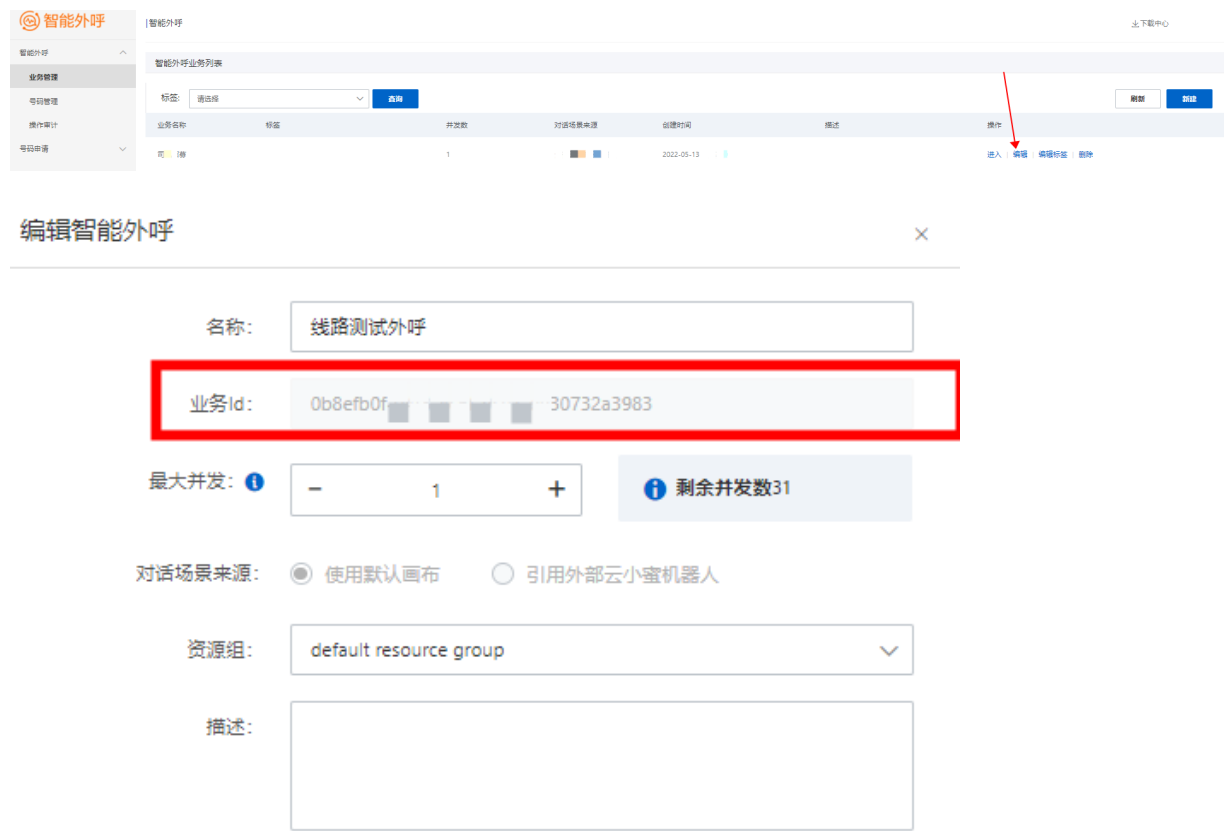 智能外呼
智能外呼
下载中心
智能外呼
业务管理
号码管理
操作审计
号码申请
智能外呼业务列表
标签: 请选择 查询 刷新 新建
业务名称 标签 并发数 对话场景来源 创建时间 描述 操作
1 2022-05-13 进入 编辑 编辑标签 删除
编辑智能外呼
名称: 线路测试外呼
业务Id: 0b8efb0f 30732a3983
最大并发: − 1 + 剩余并发数31
对话场景来源: 使用默认画布 引用外部云小蜜机器人
资源组: default resource group
描述: